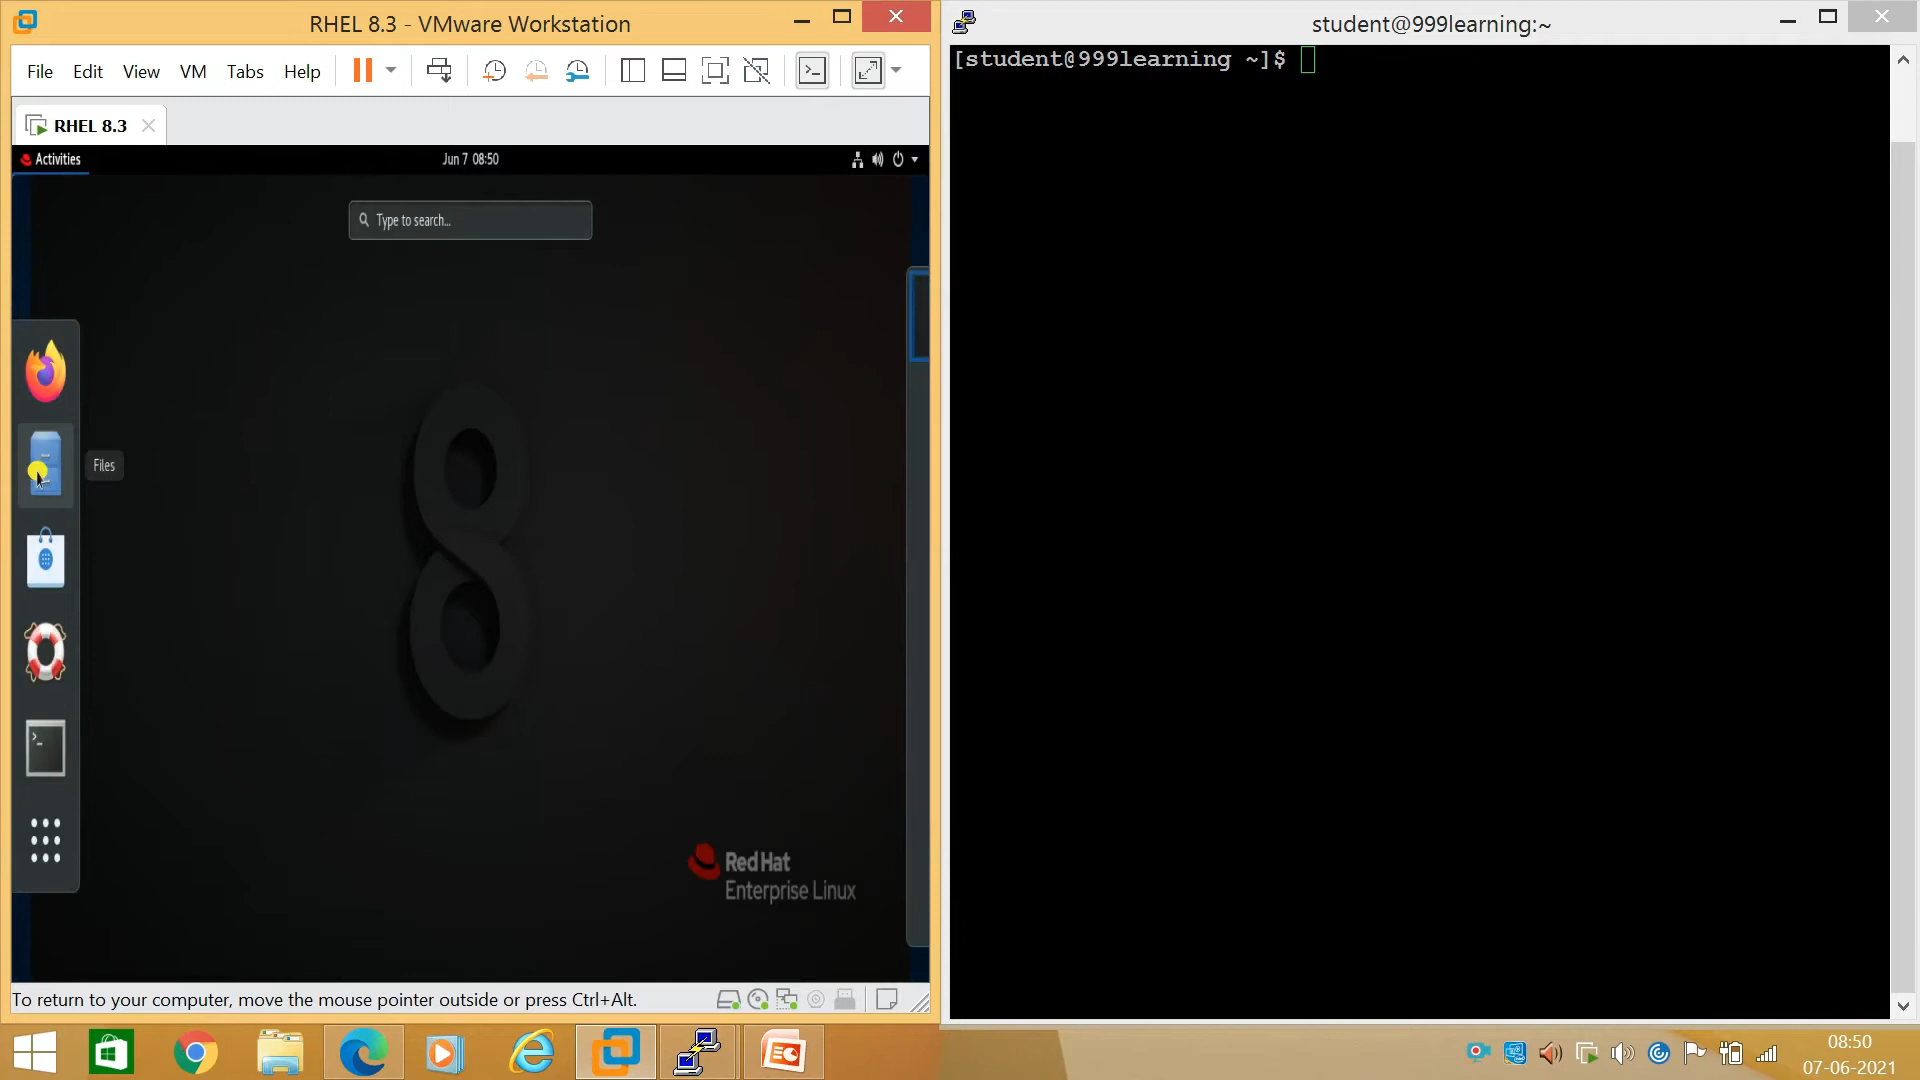 RHEL 8.3 - VMware Workstation
File Edit View VM Tabs Help
RHEL 8.3
Activities
Jun 7 08:50
Type to search...
Files
8
Red Hat
Enterprise Linux
To return to your computer, move the mouse pointer outside or press Ctrl+Alt.
student@999learning:~
[student@999learning ~]$
08:50
07-06-2021